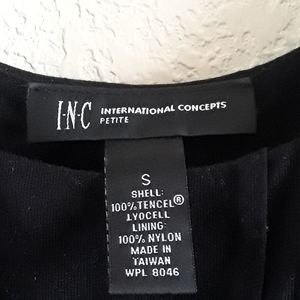 I·N·C INTERNATIONAL CONCEPTS
PETITE
S
SHELL:
100%TENCEL®
LYOCELL
LINING:
100% NYLON
MADE IN
TAIWAN
WPL 8046